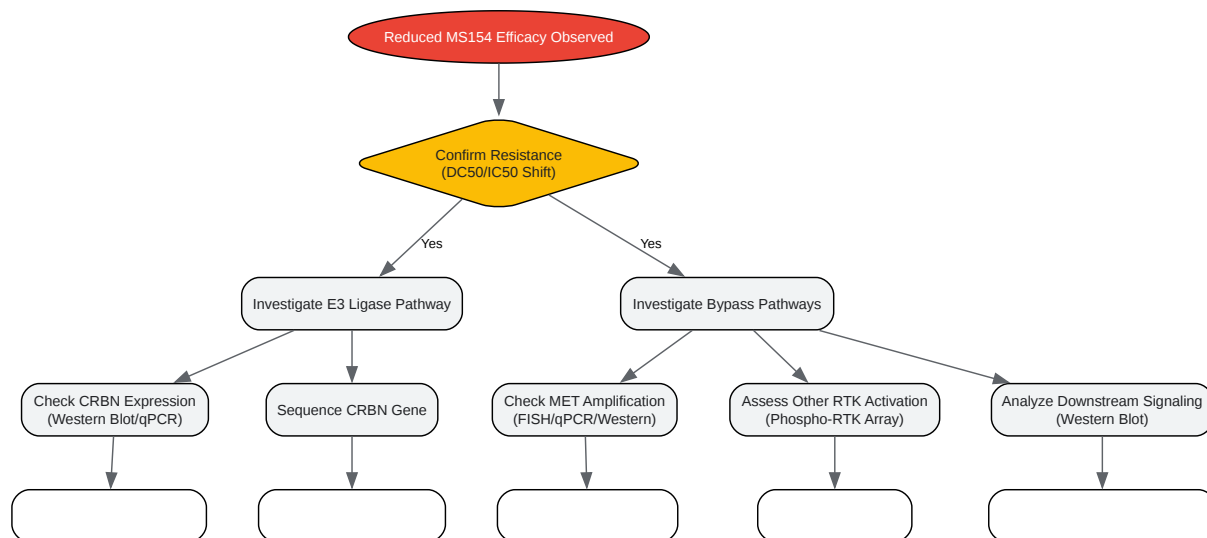 Reduced MS154 Efficacy Observed
Confirm Resistance
(DC50/IC50 Shift)
Yes
Yes
Investigate E3 Ligase Pathway
Investigate Bypass Pathways
Check CRBN Expression
(Western Blot/qPCR)
Sequence CRBN Gene
Check MET Amplification
(FISH/qPCR/Western)
Assess Other RTK Activation
(Phospho-RTK Array)
Analyze Downstream Signaling
(Western Blot)